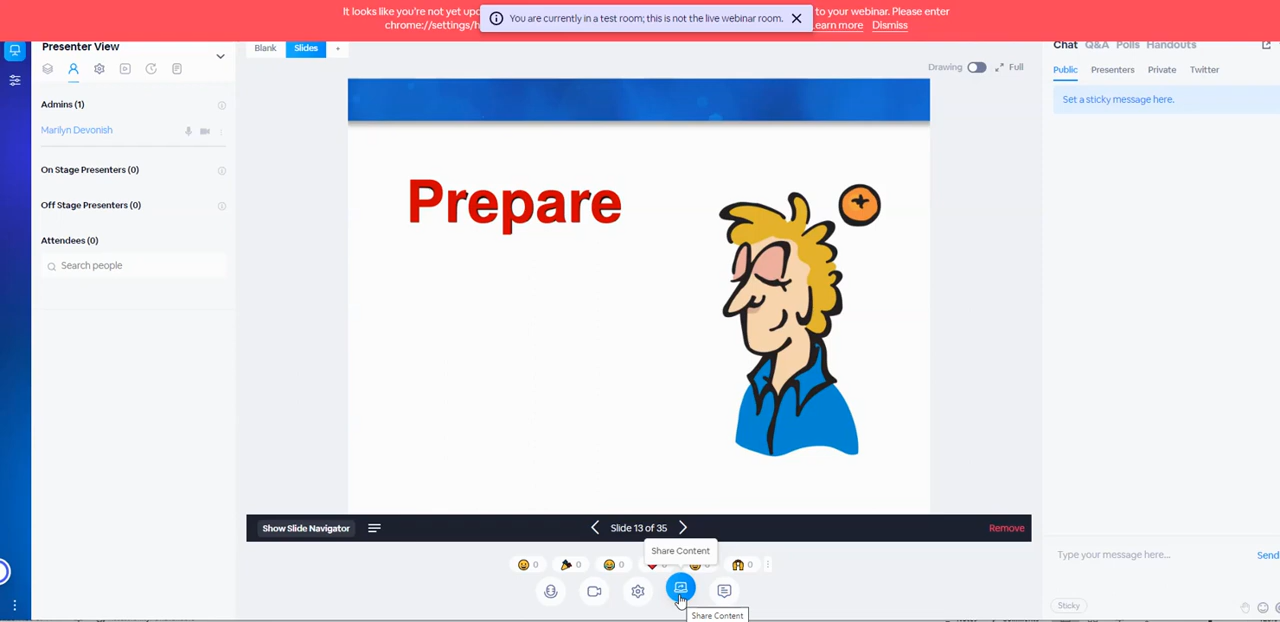 It looks like you're not yet up
to your webinar. Please enter
chrome://settings/h
earn more
Dismiss
You are currently in a test room; this is not the live webinar room.
Presenter View
Blank
Slides
+
Chat
Q&A
Polls
Handouts
Drawing
Full
Public
Presenters
Private
Twitter
Admins (1)
Set a sticky message here.
Marilyn Devonish
On Stage Presenters (0)
Off Stage Presenters (0)
Attendees (0)
Search people
Prepare
Show Slide Navigator
Slide 13 of 35
Remove
Share Content
0
0
0
0
0
Type your message here...
Send
Sticky
Share Content